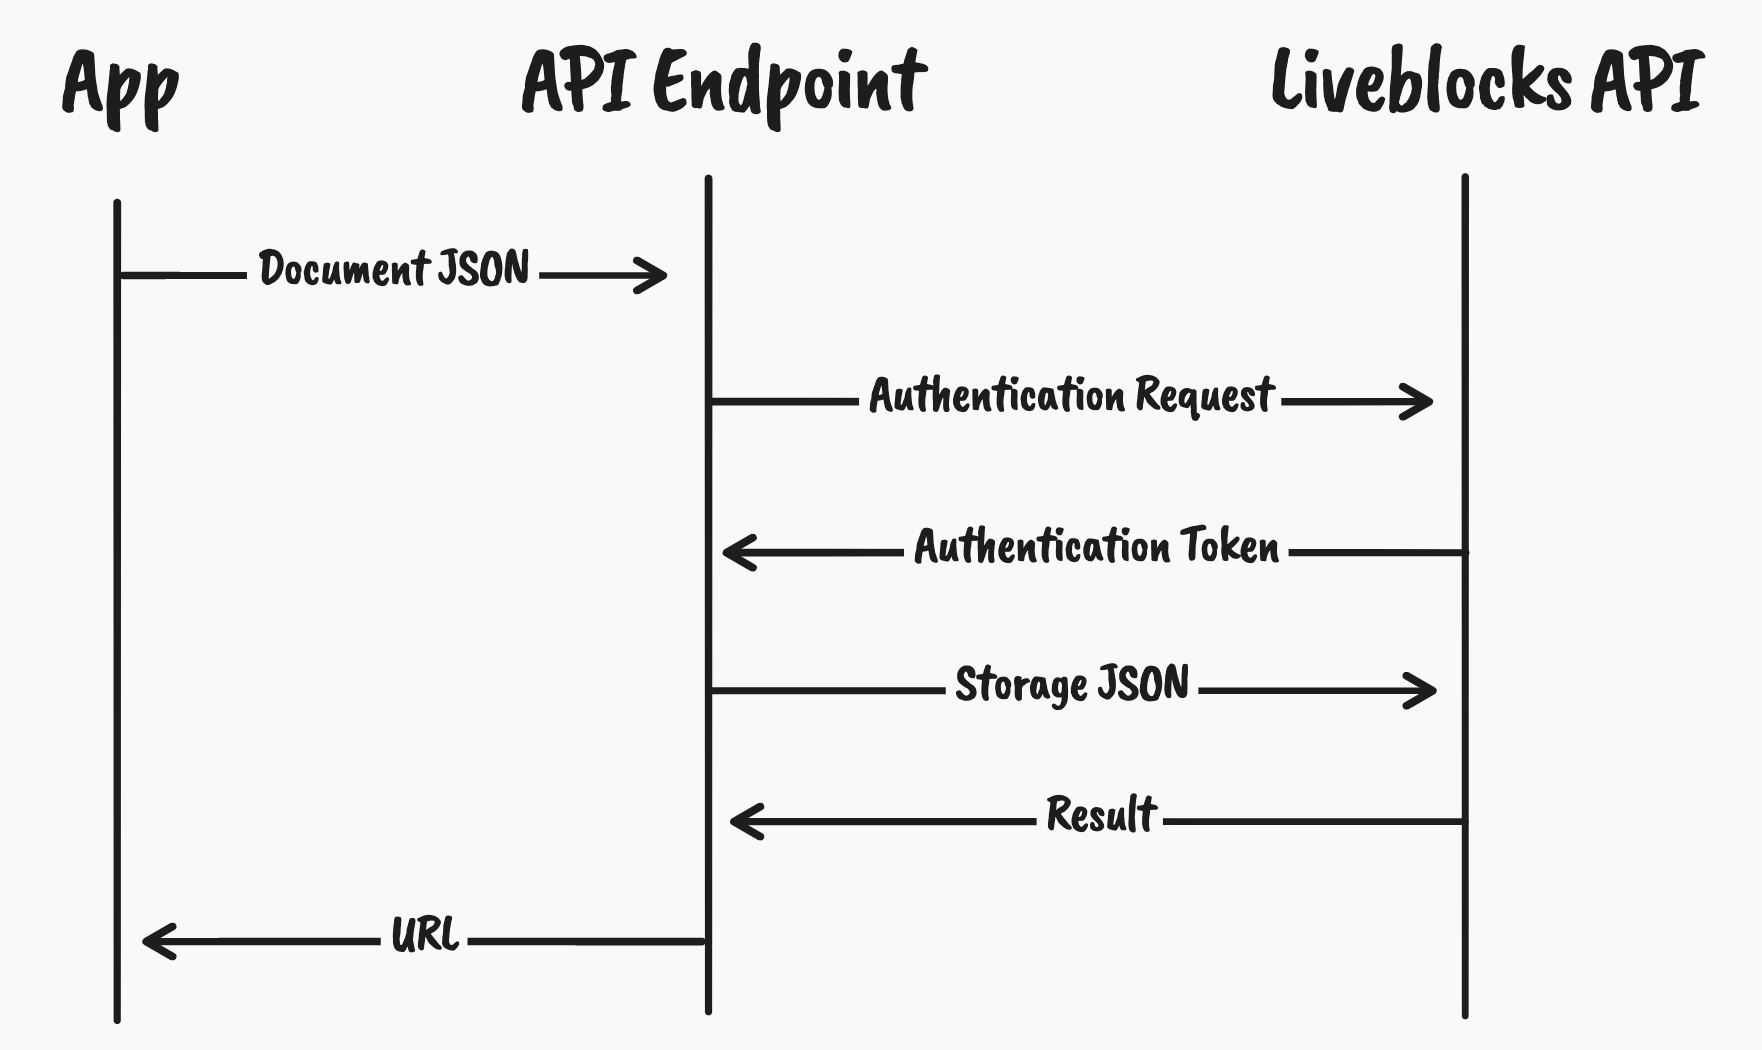 App
API Endpoint
Liveblocks API
Document JSON
Authentication Request
Authentication Token
Storage JSON
Result
URL